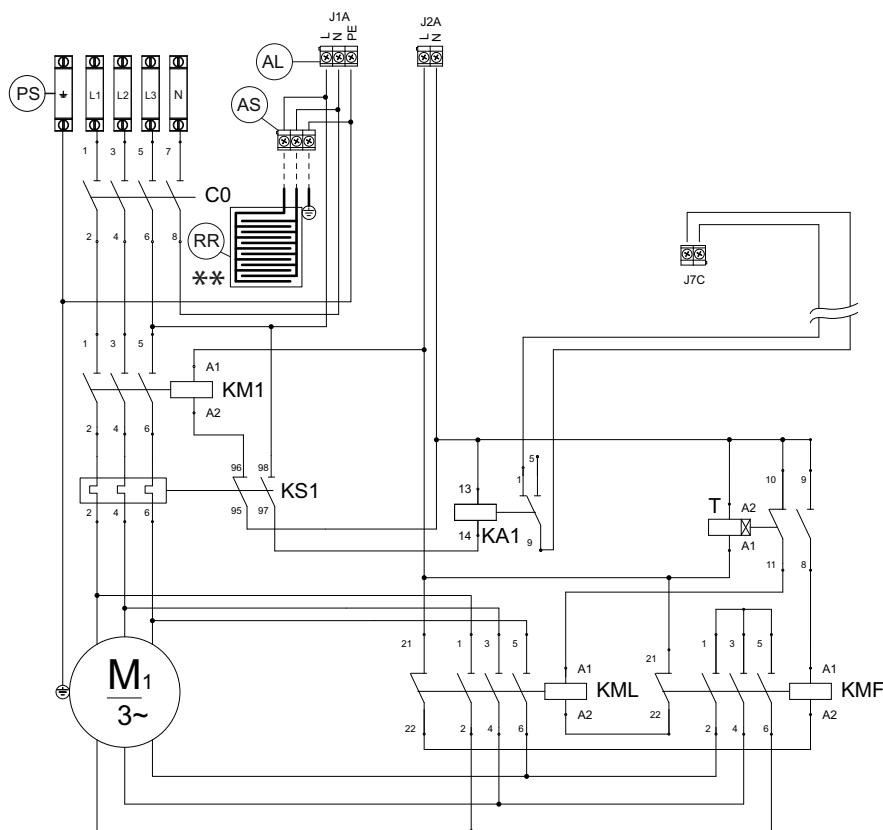 J1A J2A
L N PE L N
AL
PS L1 L2 L3 N
AS
1 3 5 7
C0
2 4 6 8
RR
**
J7C
1 3 5
A1
KM1
2 4 6 A2
96 98 1 5
KS1
13 10 9
T A2
2 4 6 95 97
KA1
14 9 A1
11 8
21 1 3 5 21 1 3 5
M1 A1 A1
3~ KML KMF
A2 A2
22 2 4 6 22 2 4 6